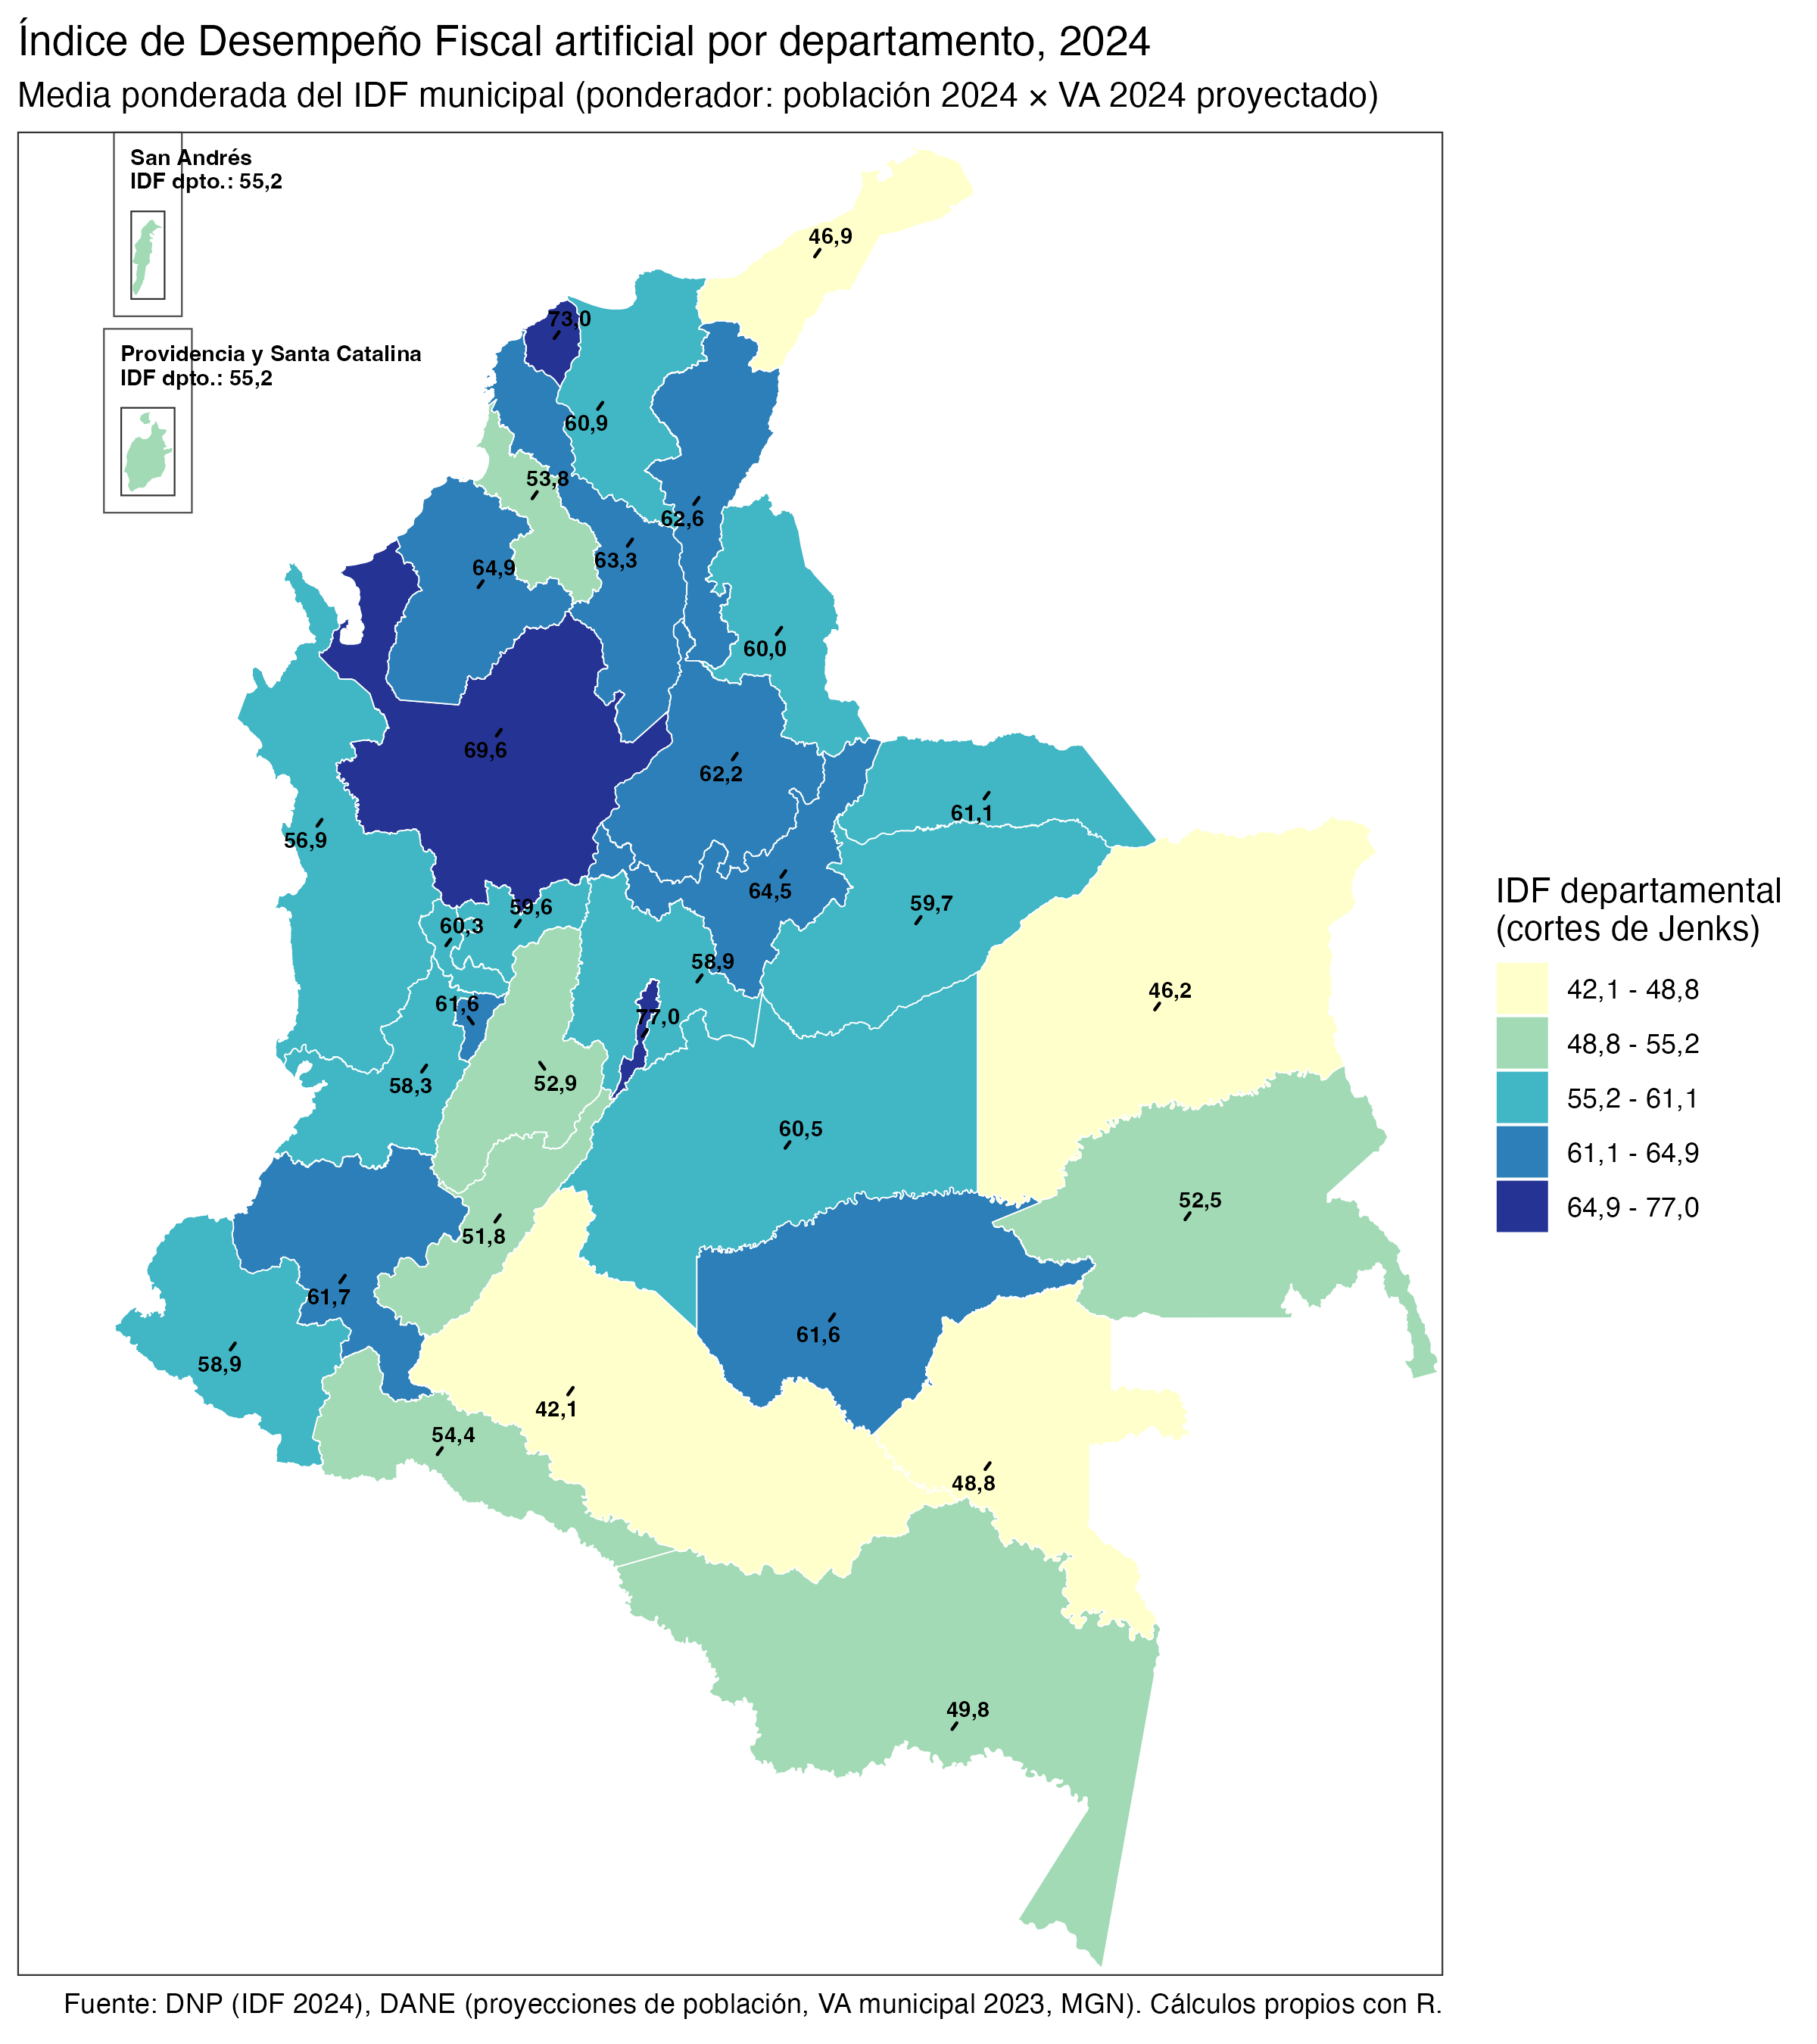 Índice de Desempeño Fiscal artificial por departamento, 2024
Media ponderada del IDF municipal (ponderador: población 2024 × VA 2024 proyectado)
San Andrés
IDF dpto.: 55,2
Providencia y Santa Catalina
IDF dpto.: 55,2
46,9
73,0
60,9
53,8
62,6
63,3
64,9
60,0
69,6
62,2
61,1
56,9
64,5
59,7
59,6
60,3
58,9
46,2
61,6
77,0
58,3
52,9
60,5
52,5
51,8
61,7
61,6
58,9
42,1
54,4
48,8
49,8
IDF departamental
(cortes de Jenks)
42,1 - 48,8
48,8 - 55,2
55,2 - 61,1
61,1 - 64,9
64,9 - 77,0
Fuente: DNP (IDF 2024), DANE (proyecciones de población, VA municipal 2023, MGN). Cálculos propios con R.